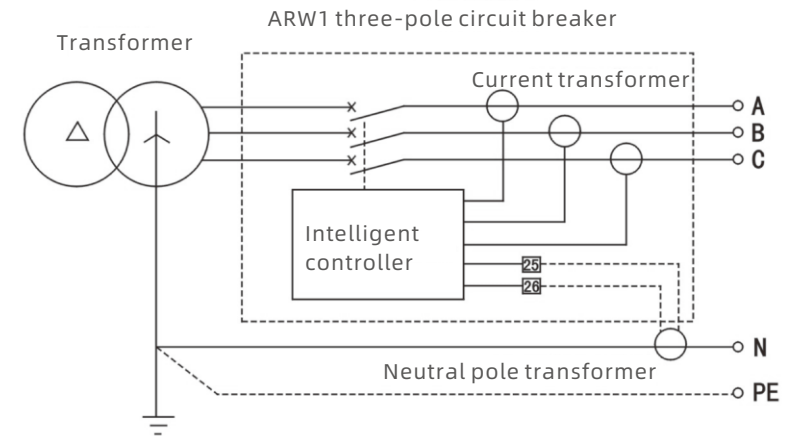 ARW1 three-pole circuit breaker
Transformer
Current transformer
A
B
C
Intelligent
controller
25
26
N
Neutral pole transformer
PE